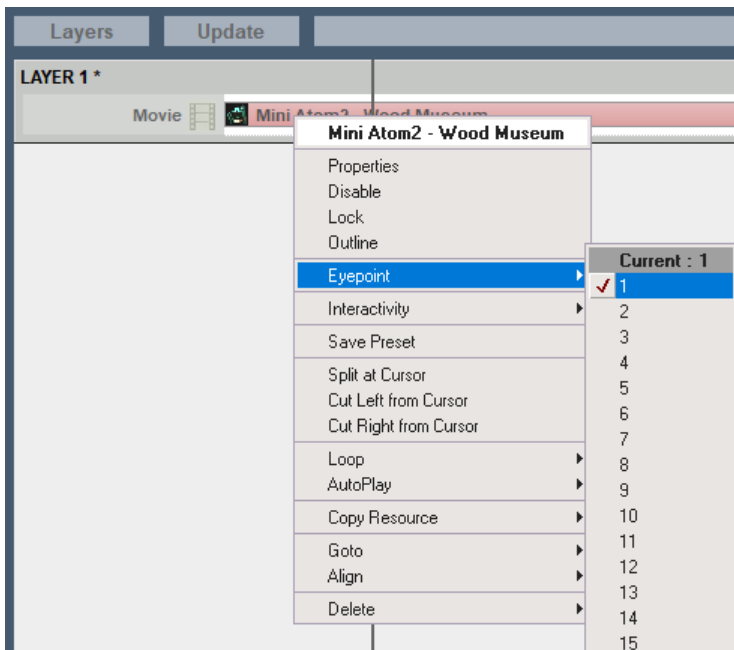 Layers Update
LAYER 1 *
Movie Mini Atom2 - Wood Museum
Mini Atom2 - Wood Museum
Properties
Disable
Lock
Outline
Eyepoint
Interactivity
Save Preset
Split at Cursor
Cut Left from Cursor
Cut Right from Cursor
Loop
AutoPlay
Copy Resource
Goto
Align
Delete
Current : 1
1
2
3
4
5
6
7
8
9
10
11
12
13
14
15